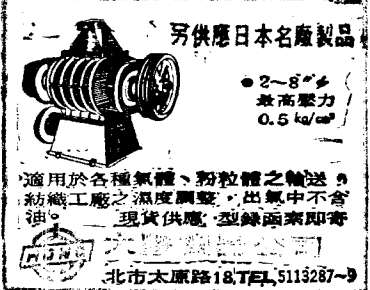 另供應日本名廠製品
●2～8"φ
最高壓力
0.5 kg/cm²
適用於各種氣體、粉粒體之輸送。
紡織工廠之濕度調整，出氣中不含
油。 現貨供應，型錄函索即寄
公司
北市太原路18,TEL,5113287~9